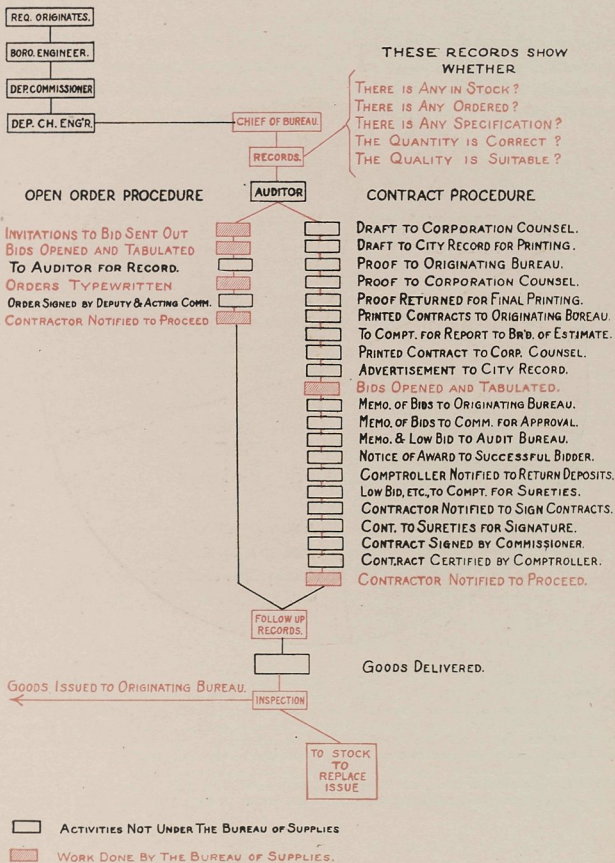 REQ. ORIGINATES.
BORO. ENGINEER.
DEP. COMMISSIONER
DEP. CH. ENG'R.
CHIEF OF BUREAU.
RECORDS.
THESE RECORDS SHOW
WHETHER
THERE IS ANY IN STOCK?
THERE IS ANY ORDERED?
THERE IS ANY SPECIFICATION?
THE QUANTITY IS CORRECT ?
THE QUALITY IS SUITABLE?
AUDITOR
OPEN ORDER PROCEDURE
INVITATIONS TO BID SENT OUT
BIDS OPENED AND TABULATED
TO AUDITOR FOR RECORD.
ORDERS TYPEWRITTEN
ORDER SIGNED BY DEPUTY & ACTING COMM.
CONTRACTOR NOTIFIED TO PROCEED
CONTRACT PROCEDURE
DRAFT TO CORPORATION COUNSEL.
DRAFT TO CITY RECORD FOR PRINTING.
PROOF TO ORIGINATING BUREAU.
PROOF TO CORPORATION COUNSEL.
PROOF RETURNED FOR FINAL PRINTING.
PRINTED CONTRACTS TO ORIGINATING BUREAU.
TO COMPT. FOR REPORT TO BR'D. OF ESTIMATE.
PRINTED CONTRACT TO CORP. COUNSEL.
ADVERTISEMENT TO CITY RECORD.
BIDS OPENED AND TABULATED.
MEMO. OF BIDS TO ORIGINATING BUREAU.
MEMO. OF BIDS TO COMM. FOR APPROVAL.
MEMO. & LOW BID TO AUDIT BUREAU.
NOTICE OF AWARD TO SUCCESSFUL BIDDER.
COMPTROLLER NOTIFIED TO RETURN DEPOSITS.
LOW BID, ETC., TO COMPT. FOR SURETIES.
CONTRACTOR NOTIFIED TO SIGN CONTRACTS.
CONT. TO SURETIES FOR SIGNATURE.
CONTRACT SIGNED BY COMMISSIONER.
CONT.RACT CERTIFIED BY COMPTROLLER.
CONTRACTOR NOTIFIED TO PROCEED.
FOLLOW UP
RECORDS.
GOODS DELIVERED.
GOODS ISSUED TO ORIGINATING BUREAU.
INSPECTION
TO STOCK
TO
REPLACE
ISSUE
ACTIVITIES NOT UNDER THE BUREAU OF SUPPLIES
WORK DONE BY THE BUREAU OF SUPPLIES.